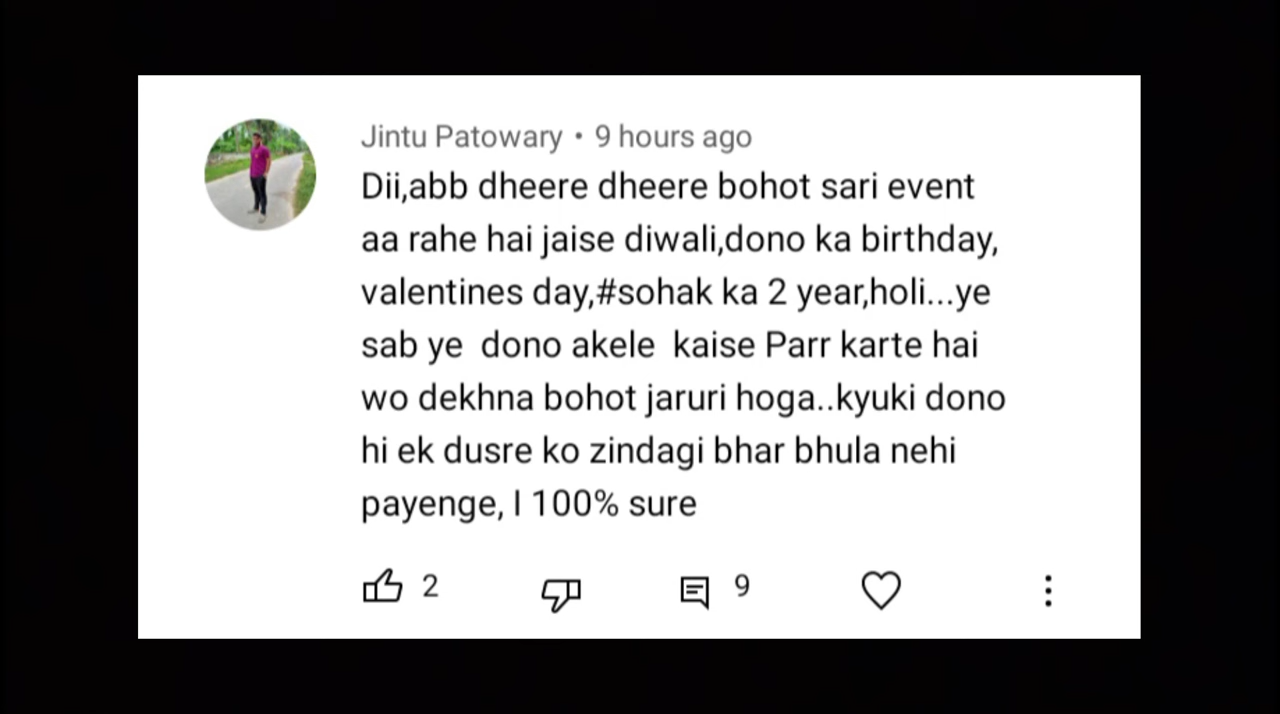 Jintu Patowary • 9 hours ago
Dii,abb dheere dheere bohot sari event
aa rahe hai jaise diwali,dono ka birthday,
valentines day,#sohak ka 2 year,holi...ye
sab ye  dono akele  kaise Parr karte hai
wo dekhna bohot jaruri hoga..kyuki dono
hi ek dusre ko zindagi bhar bhula nehi
payenge, I 100% sure
2 9